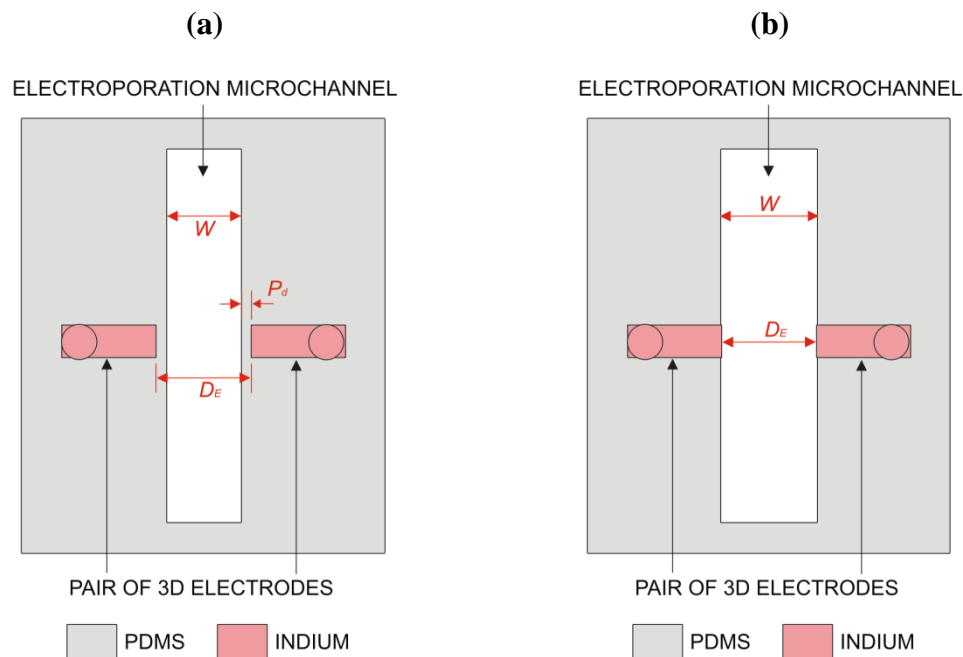 (a)
ELECTROPORATION MICROCHANNEL
W
Pd
DE
PAIR OF 3D ELECTRODES
PDMS INDIUM
(b)
ELECTROPORATION MICROCHANNEL
W
DE
PAIR OF 3D ELECTRODES
PDMS INDIUM